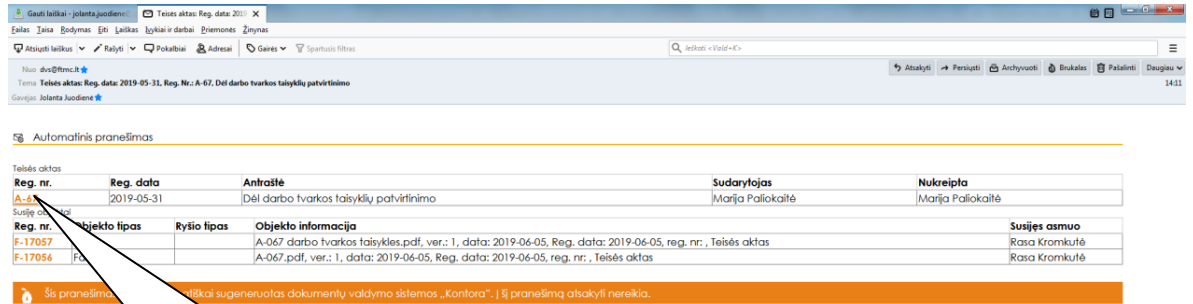 Gauti laiškai - jolanta.juodiene Teisės aktas: Reg. data: 201
Failas Taisa Rodymas Eiti Laiškas Įvykiai ir darbai Priemonės Žinynas
Atsiųsti laiškus Rašyti Pokalbiai Adresai Gairės Spartusis filtras Ieškoti <Vald+K>
Nuo dvs@ftmc.lt Atsakyti Persiųsti Archyvuoti Brukalas Pašalinti Daugiau
Tema Teisės aktas: Reg. data: 2019-05-31, Reg. Nr.: A-67, Dėl darbo tvarkos taisyklių patvirtinimo 14:11
Gavėjas Jolanta Juodienė
Automatinis pranešimas
Teisės aktas
Reg. nr. Reg. data Antraštė Sudarytojas Nukreipta
A-6 2019-05-31 Dėl darbo tvarkos taisyklių patvirtinimo Marija Paliokaitė Marija Paliokaitė
Susiję
Reg. nr. Objekto tipas Ryšio tipas Objekto informacija Susijęs asmuo
F-17057 A-067 darbo tvarkos taisykles.pdf, ver.: 1, data: 2019-06-05, Reg. data: 2019-06-05, reg. nr: , Teisės aktas Rasa Kromkutė
F-17056 A-067.pdf, ver.: 1, data: 2019-06-05, Reg. data: 2019-06-05, reg. nr: , Teisės aktas Rasa Kromkutė
Šis pranešima sugeneruotas dokumentų valdymo sistemos „Kontora". Į šį pranešimą atsakyti nereikia.